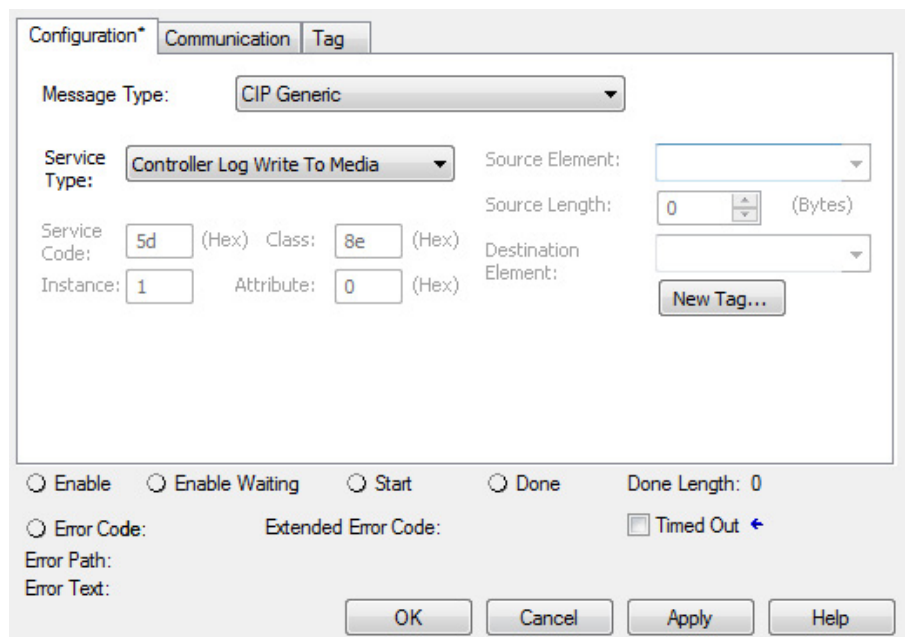 Configuration* Communication Tag
Message Type: CIP Generic
Service Type: Controller Log Write To Media
Source Element:
Source Length: 0 (Bytes)
Service Code: 5d (Hex) Class: 8e (Hex)
Destination Element:
Instance: 1 Attribute: 0 (Hex)
New Tag...
Enable Enable Waiting Start Done Done Length: 0
Error Code: Extended Error Code: Timed Out
Error Path:
Error Text:
OK Cancel Apply Help